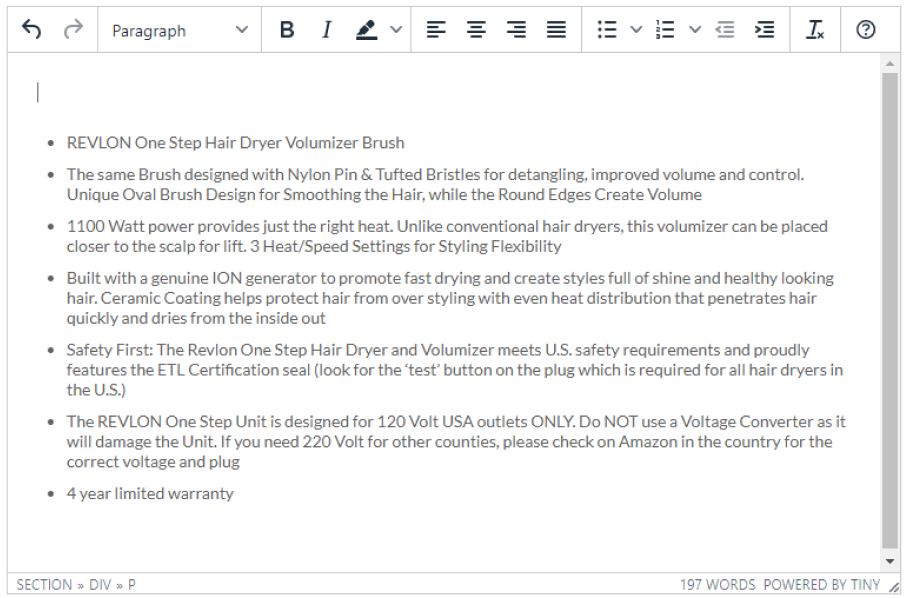 Paragraph
B
I
REVLON One Step Hair Dryer Volumizer Brush
The same Brush designed with Nylon Pin & Tufted Bristles for detangling, improved volume and control.
Unique Oval Brush Design for Smoothing the Hair, while the Round Edges Create Volume
1100 Watt power provides just the right heat. Unlike conventional hair dryers, this volumizer can be placed
closer to the scalp for lift. 3 Heat/Speed Settings for Styling Flexibility
Built with a genuine ION generator to promote fast drying and create styles full of shine and healthy looking
hair. Ceramic Coating helps protect hair from over styling with even heat distribution that penetrates hair
quickly and dries from the inside out
Safety First: The Revlon One Step Hair Dryer and Volumizer meets U.S. safety requirements and proudly
features the ETL Certification seal (look for the ‘test’ button on the plug which is required for all hair dryers in
the U.S.)
The REVLON One Step Unit is designed for 120 Volt USA outlets ONLY. Do NOT use a Voltage Converter as it
will damage the Unit. If you need 220 Volt for other counties, please check on Amazon in the country for the
correct voltage and plug
4 year limited warranty
SECTION » DIV » P
197 WORDS POWERED BY TINY